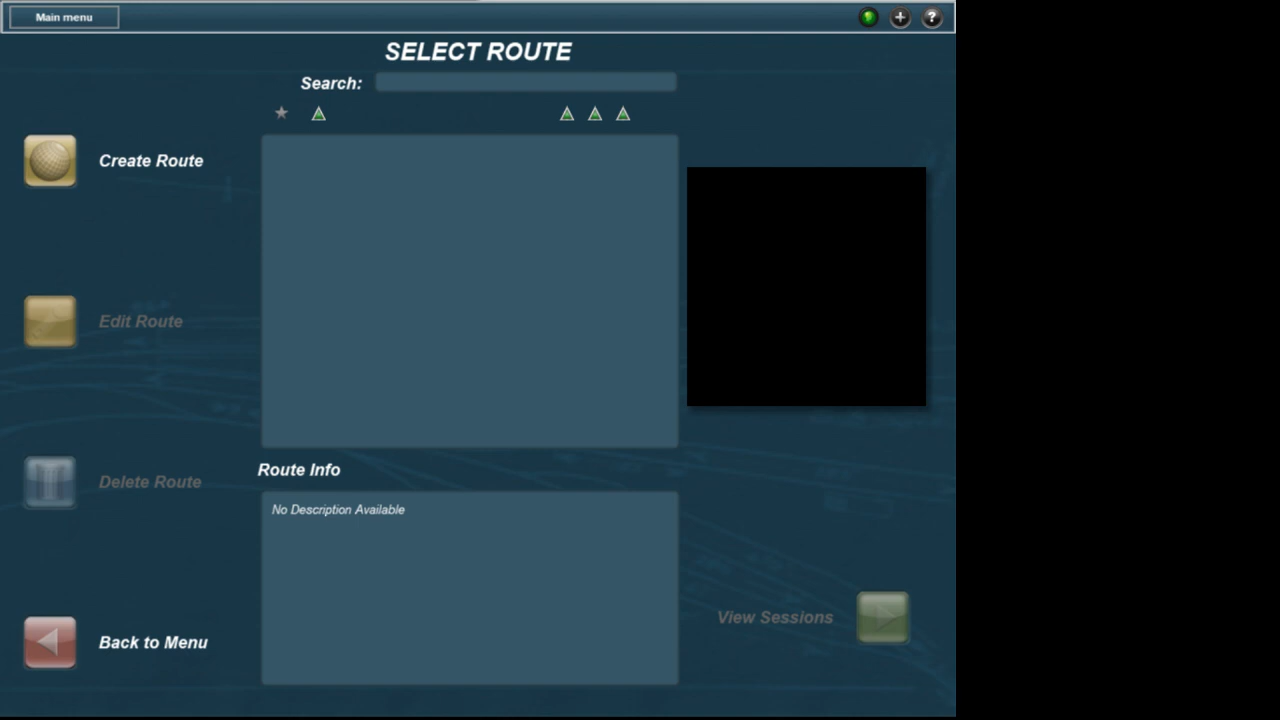 Main menu
?
SELECT ROUTE
Search:
Create Route
Edit Route
Delete Route
Route Info
No Description Available
View Sessions
Back to Menu